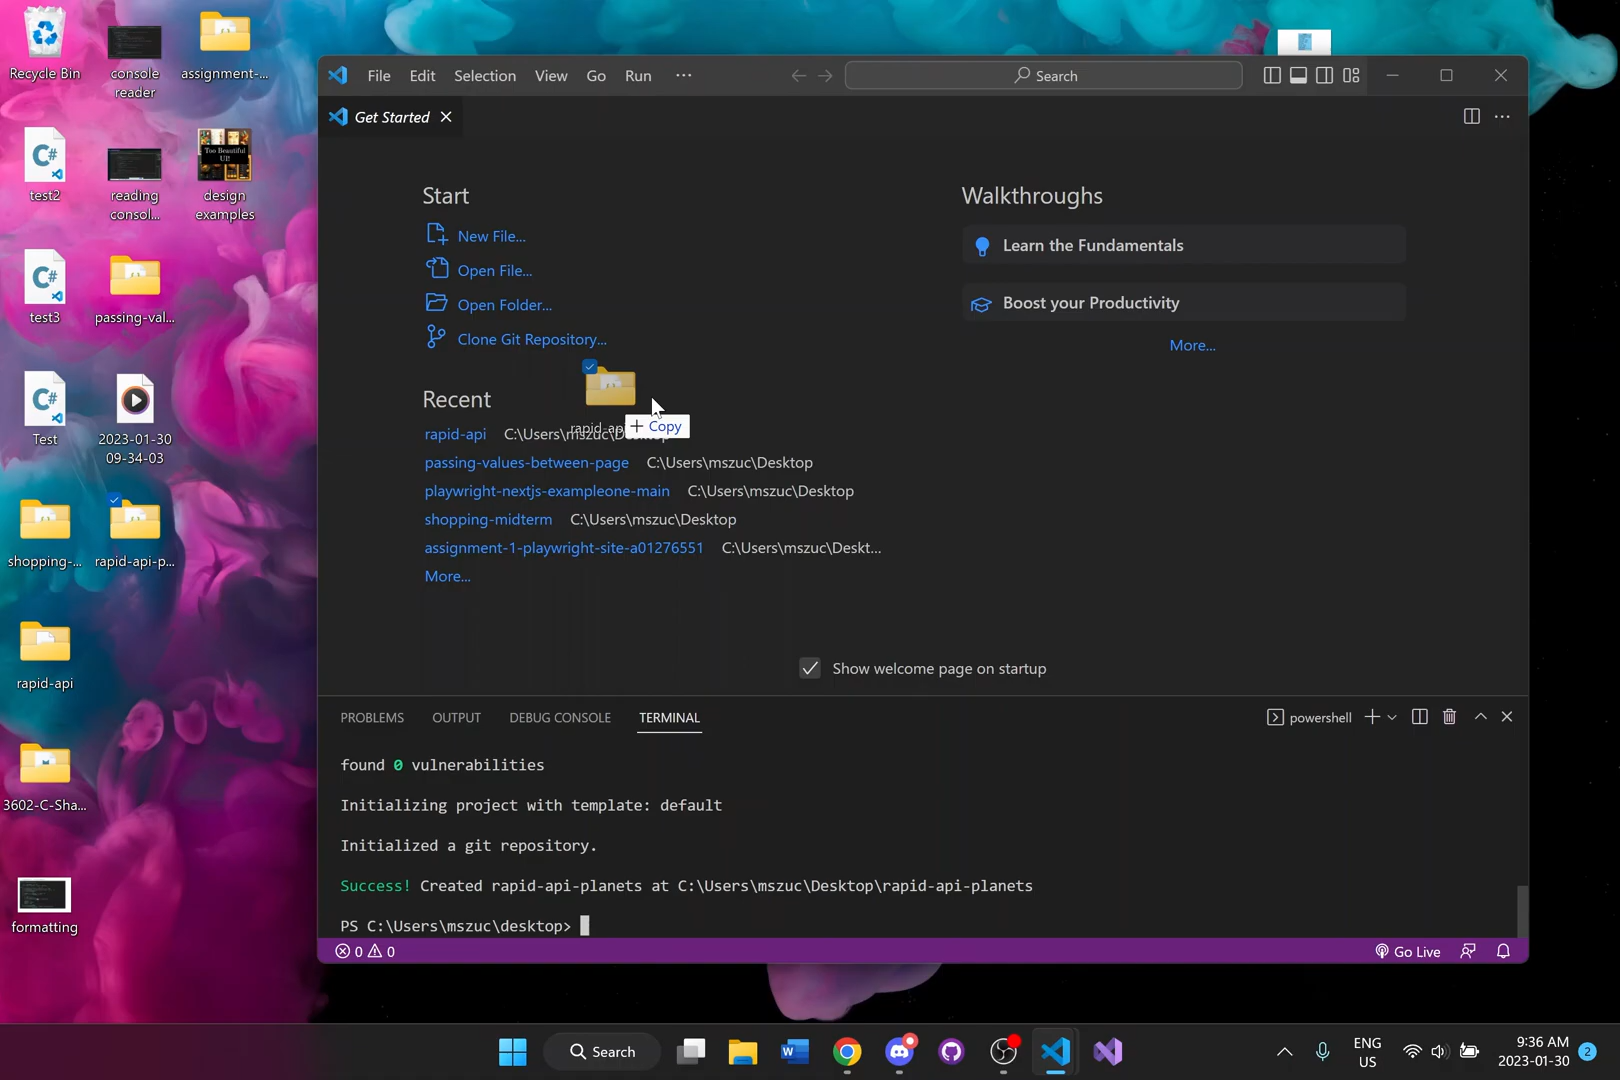 Recycle Bin
console
reader
assignment-...
test2
reading
consol...
Too Beautiful
UI!
design
examples
test3
passing-val...
Test
2023-01-30
09-34-03
shopping-...
rapid-api-p...
rapid-api
3602-C-Sha...
formatting
File Edit Selection View Go Run ...
Search
Get Started
Start
New File...
Open File...
Open Folder...
Clone Git Repository...
Walkthroughs
Learn the Fundamentals
Boost your Productivity
More...
Recent
+ Copy
rapid-api C:\Users\mszuc\Desktop
passing-values-between-page C:\Users\mszuc\Desktop
playwright-nextjs-exampleone-main C:\Users\mszuc\Desktop
shopping-midterm C:\Users\mszuc\Desktop
assignment-1-playwright-site-a01276551 C:\Users\mszuc\Deskt...
More...
Show welcome page on startup
PROBLEMS OUTPUT DEBUG CONSOLE TERMINAL
powershell
found 0 vulnerabilities
Initializing project with template: default
Initialized a git repository.
Success! Created rapid-api-planets at C:\Users\mszuc\Desktop\rapid-api-planets
PS C:\Users\mszuc\desktop>
0 0
Go Live
Search
ENG
US
9:36 AM
2023-01-30
2